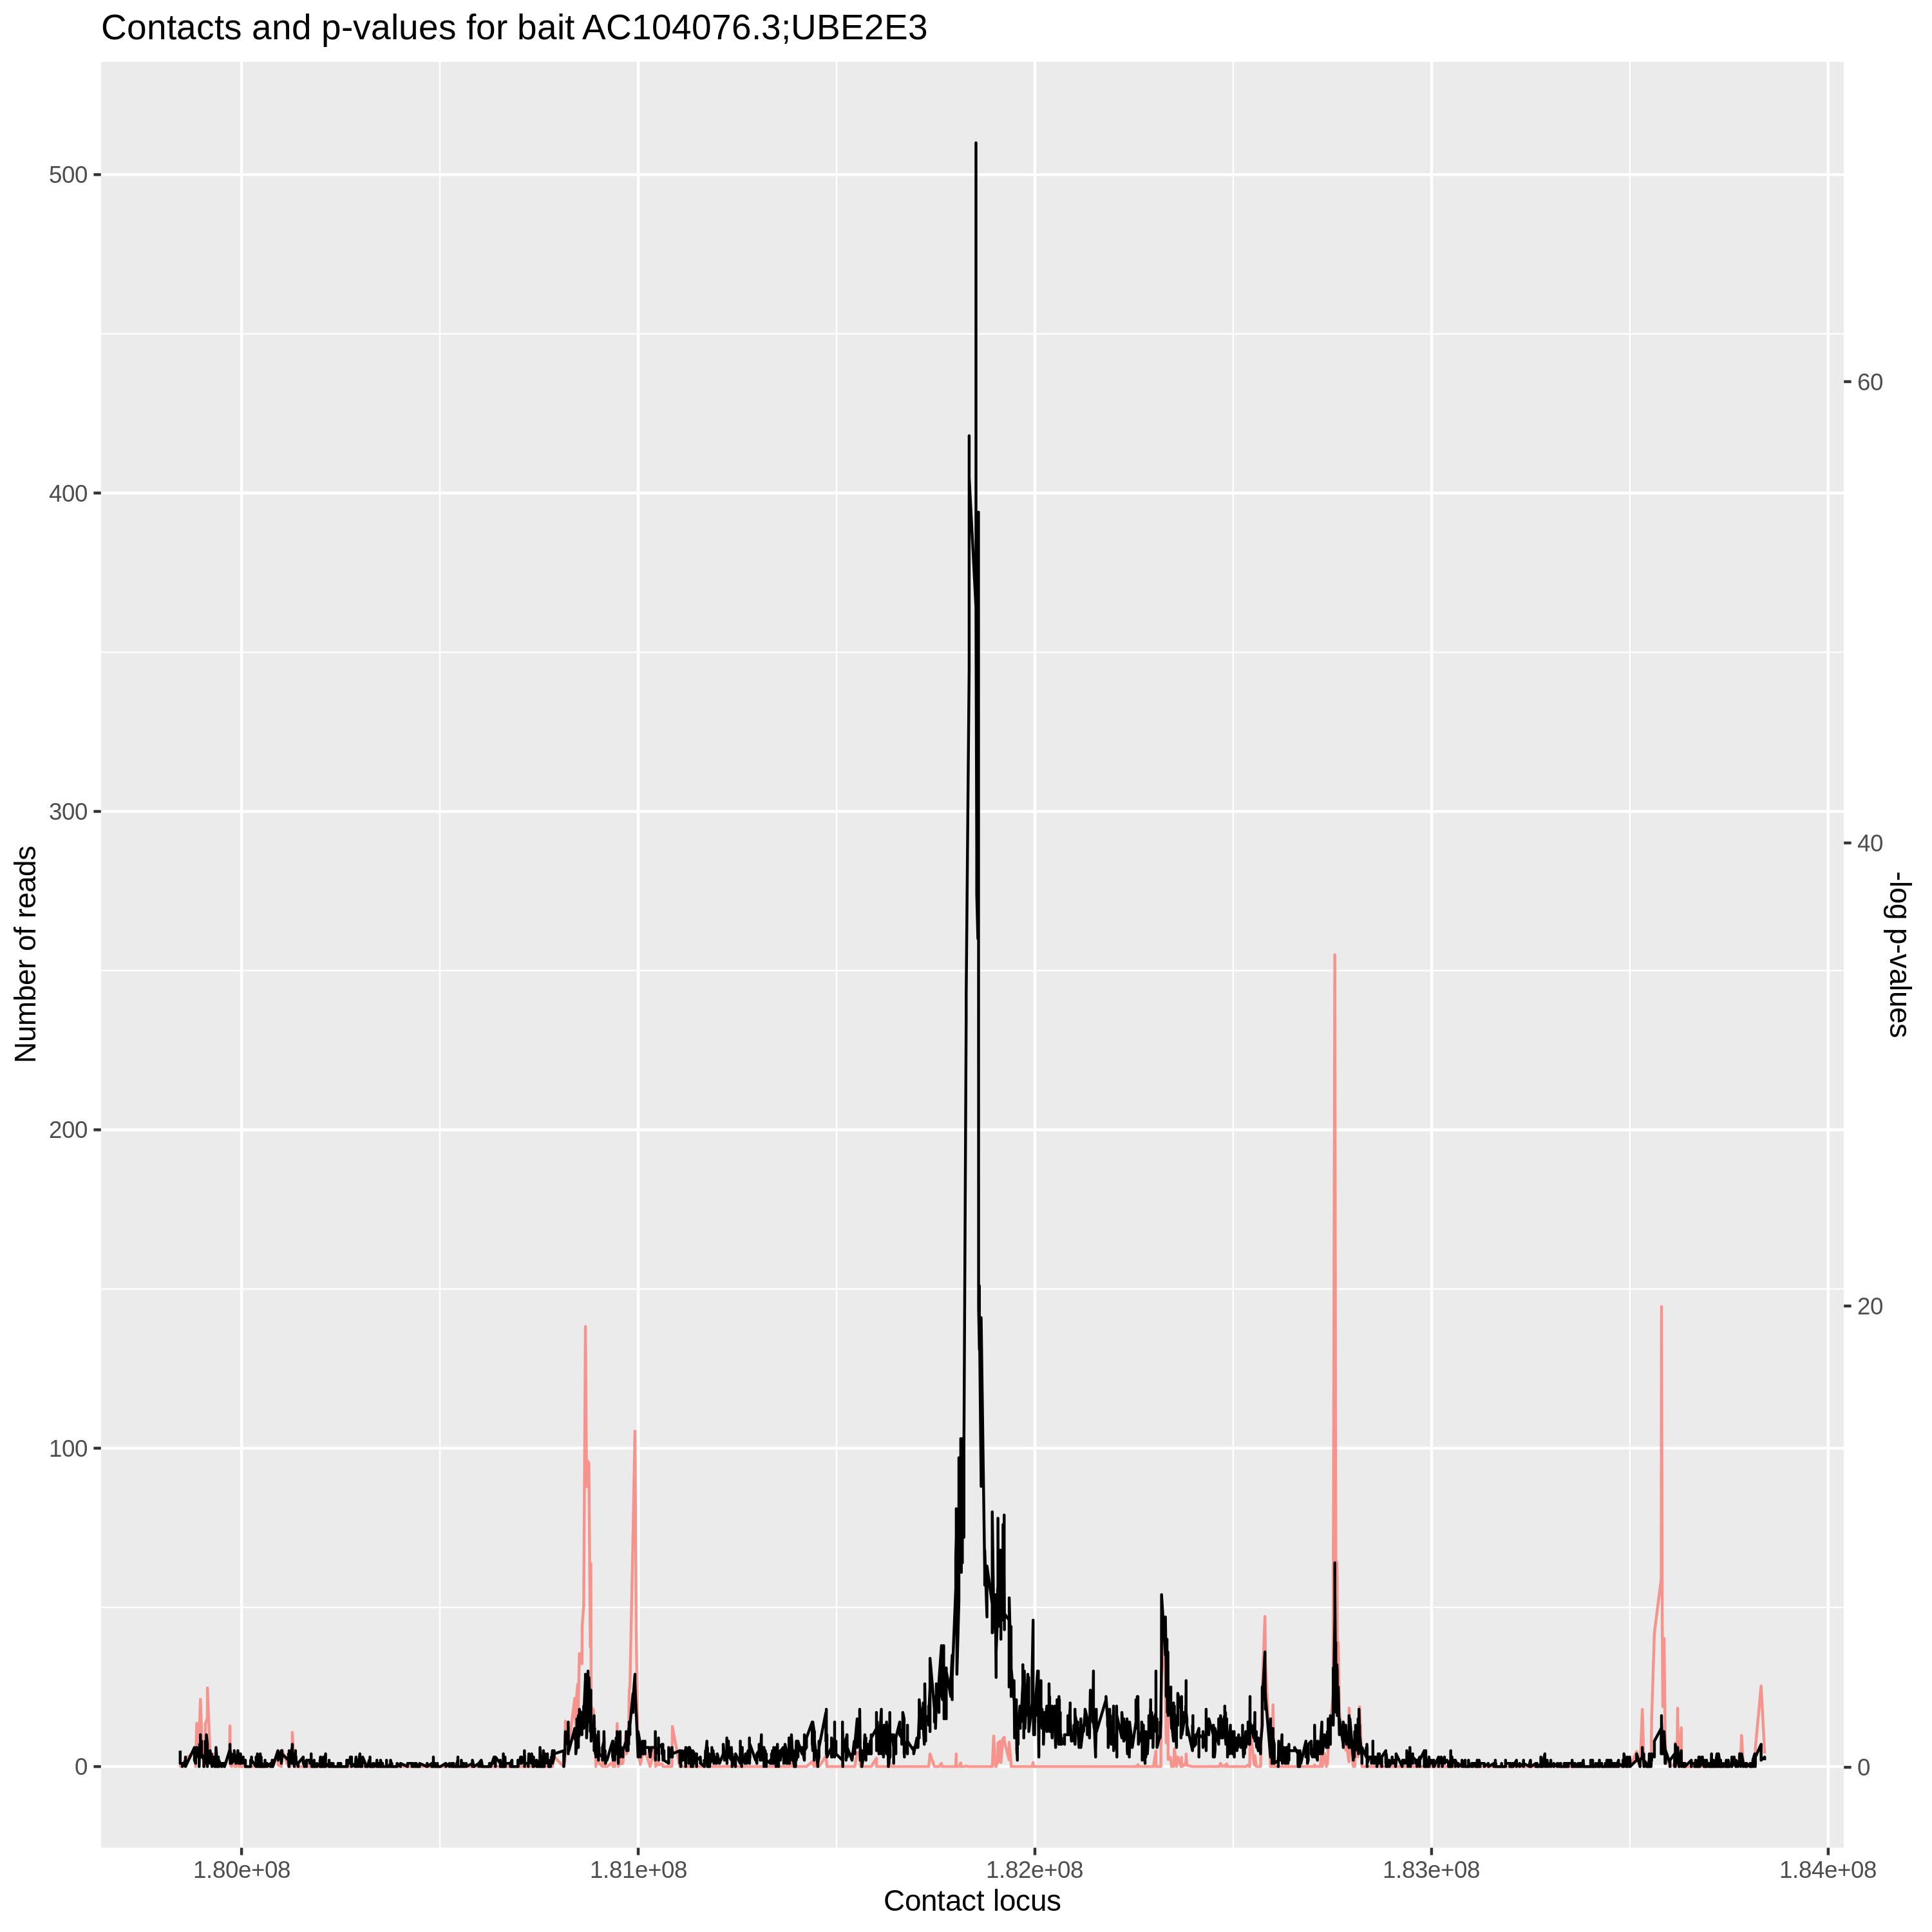 Contacts and p-values for bait AC104076.3;UBE2E3
500
400
300
200
100
0
Number of reads
60
40
20
0
-log p-values
1.80e+08 1.81e+08 1.82e+08 1.83e+08 1.84e+08
Contact locus